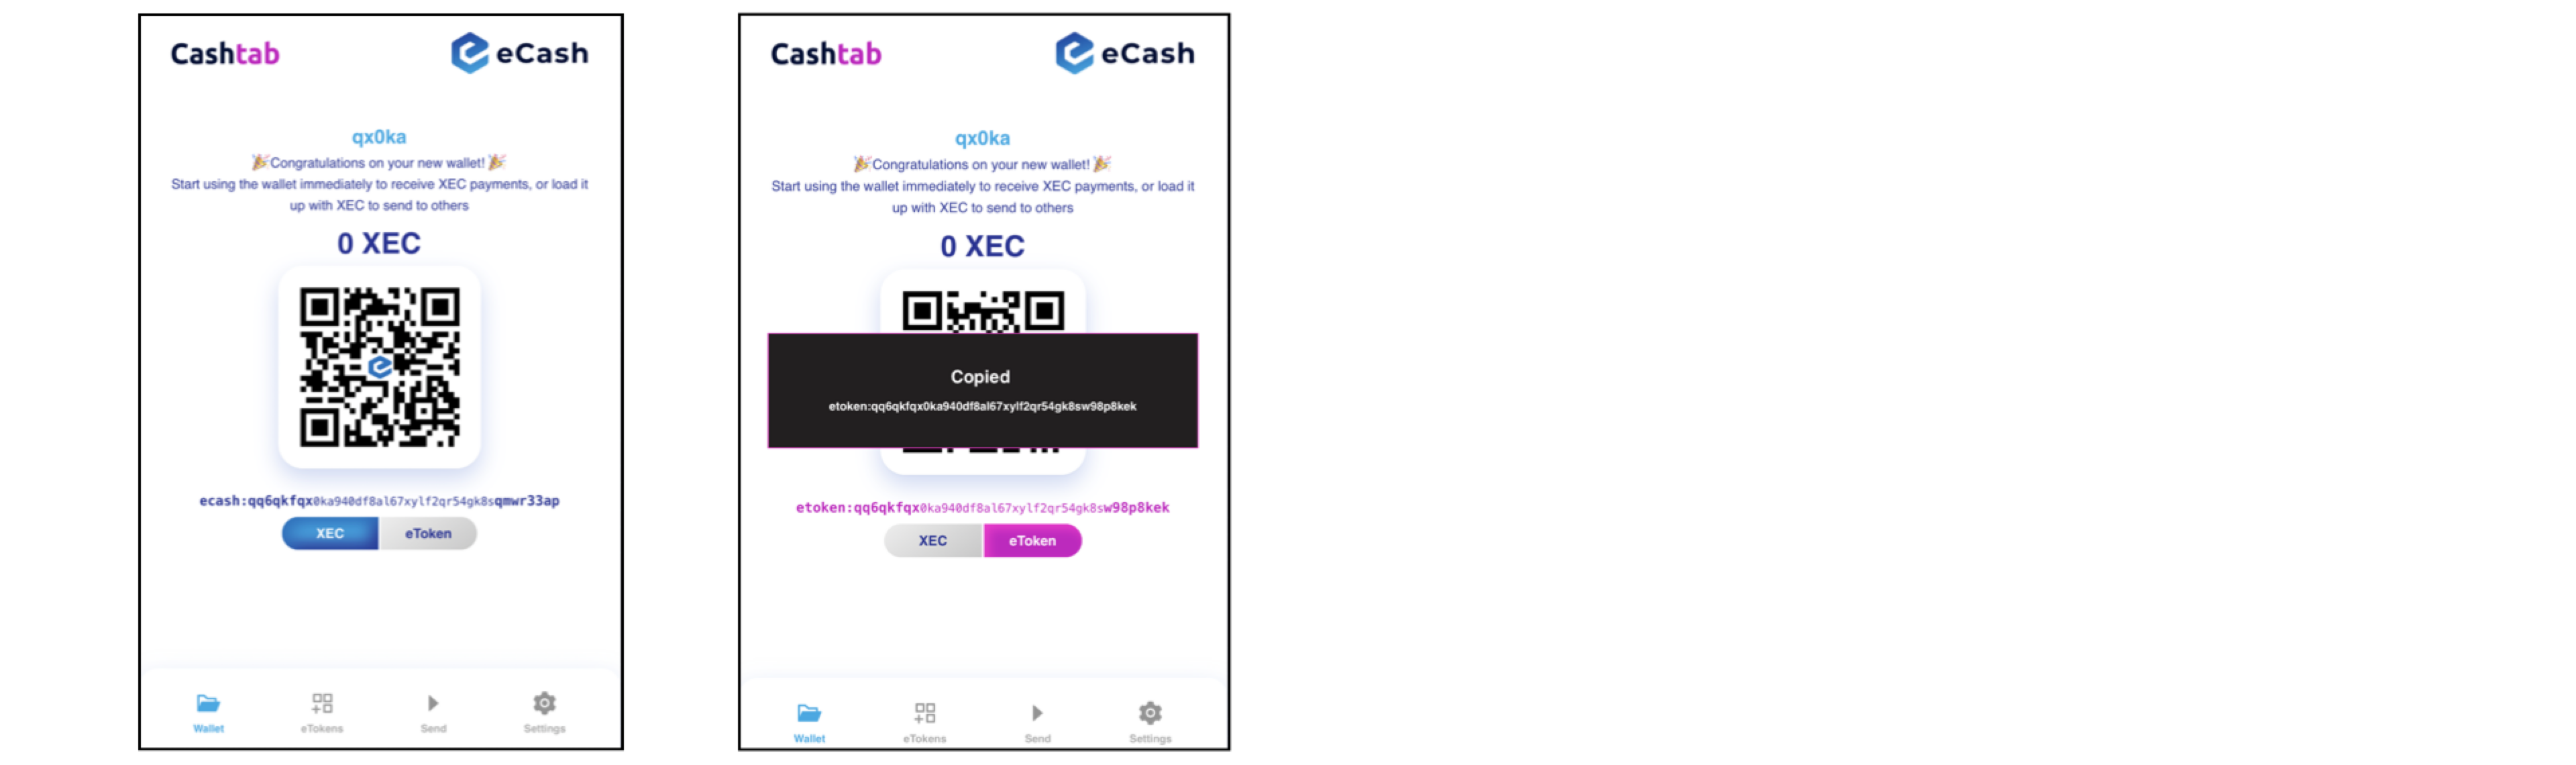 Cashtab
eCash
qx0ka
🎉Congratulations on your new wallet!🎉
Start using the wallet immediately to receive XEC payments, or load it
up with XEC to send to others
0 XEC
ecash:qq6qkfqx0ka940df8al67xylf2qr54gk8sqmwr33ap
XEC
eToken
Wallet
eTokens
Send
Settings
Cashtab
eCash
qx0ka
🎉Congratulations on your new wallet!🎉
Start using the wallet immediately to receive XEC payments, or load it
up with XEC to send to others
0 XEC
Copied
etoken:qq6qkfqx0ka940df8al67xylf2qr54gk8sw98p8kek
etoken:qq6qkfqx0ka940df8al67xylf2qr54gk8sw98p8kek
XEC
eToken
Wallet
eTokens
Send
Settings